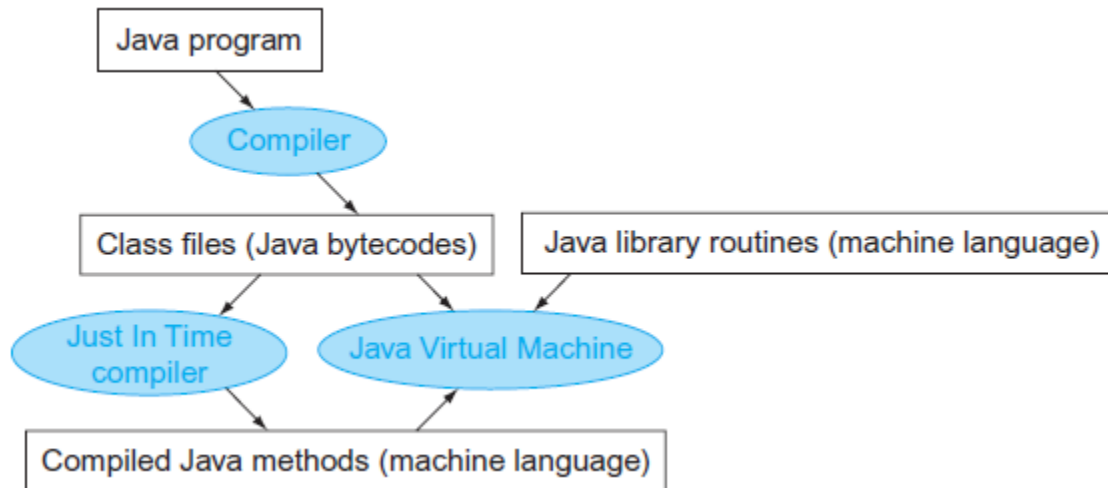 Java program
Compiler
Class files (Java bytecodes)
Java library routines (machine language)
Just In Time
compiler
Java Virtual Machine
Compiled Java methods (machine language)